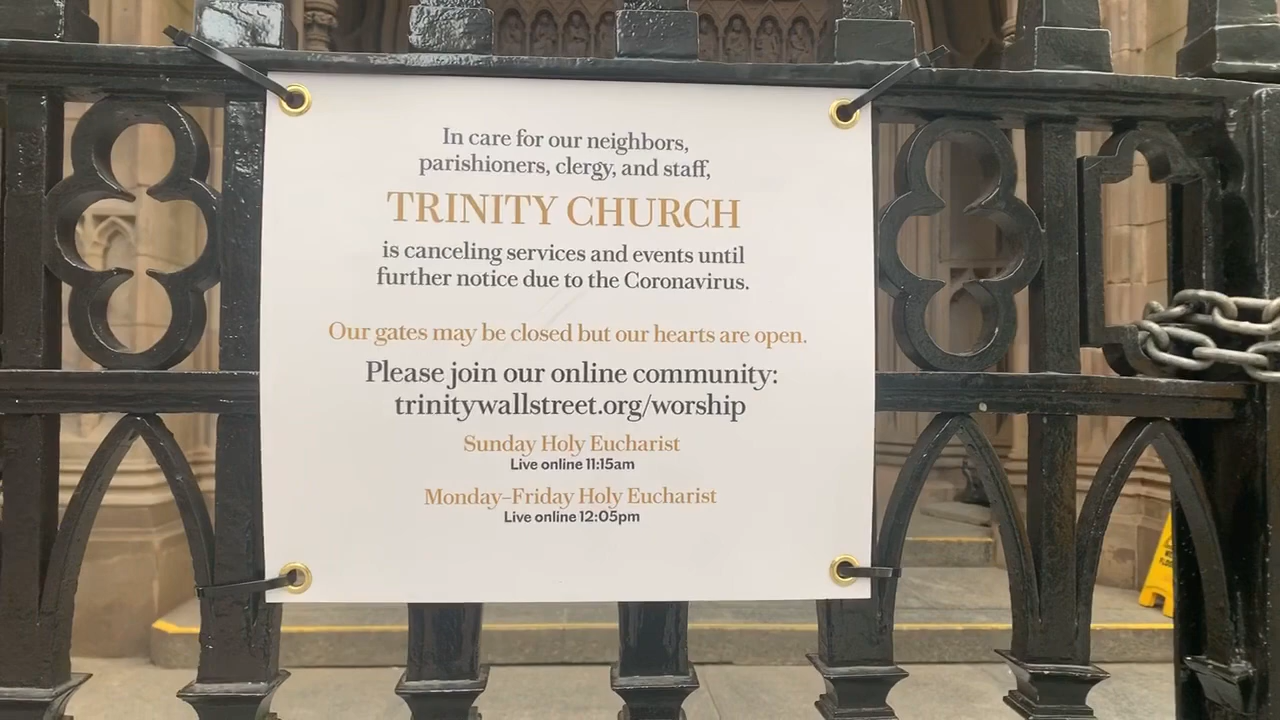 In care for our neighbors,
parishioners, clergy, and staff,
TRINITY CHURCH
is canceling services and events until
further notice due to the Coronavirus.
Our gates may be closed but our hearts are open.
Please join our online community:
trinitywallstreet.org/worship
Sunday Holy Eucharist
Live online 11:15am
Monday–Friday Holy Eucharist
Live online 12:05pm